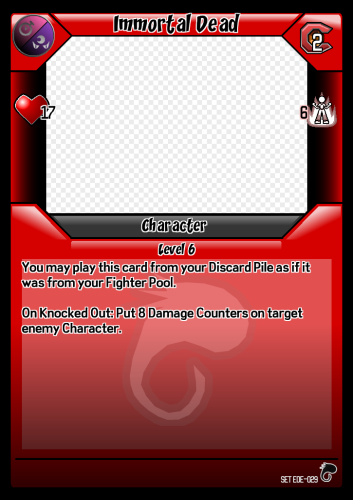 Immortal Dead
2
17
6
Character
Level 6
You may play this card from your Discard Pile as if it
was from your Fighter Pool.
On Knocked Out: Put 8 Damage Counters on target
enemy Character.
SET EDE-029